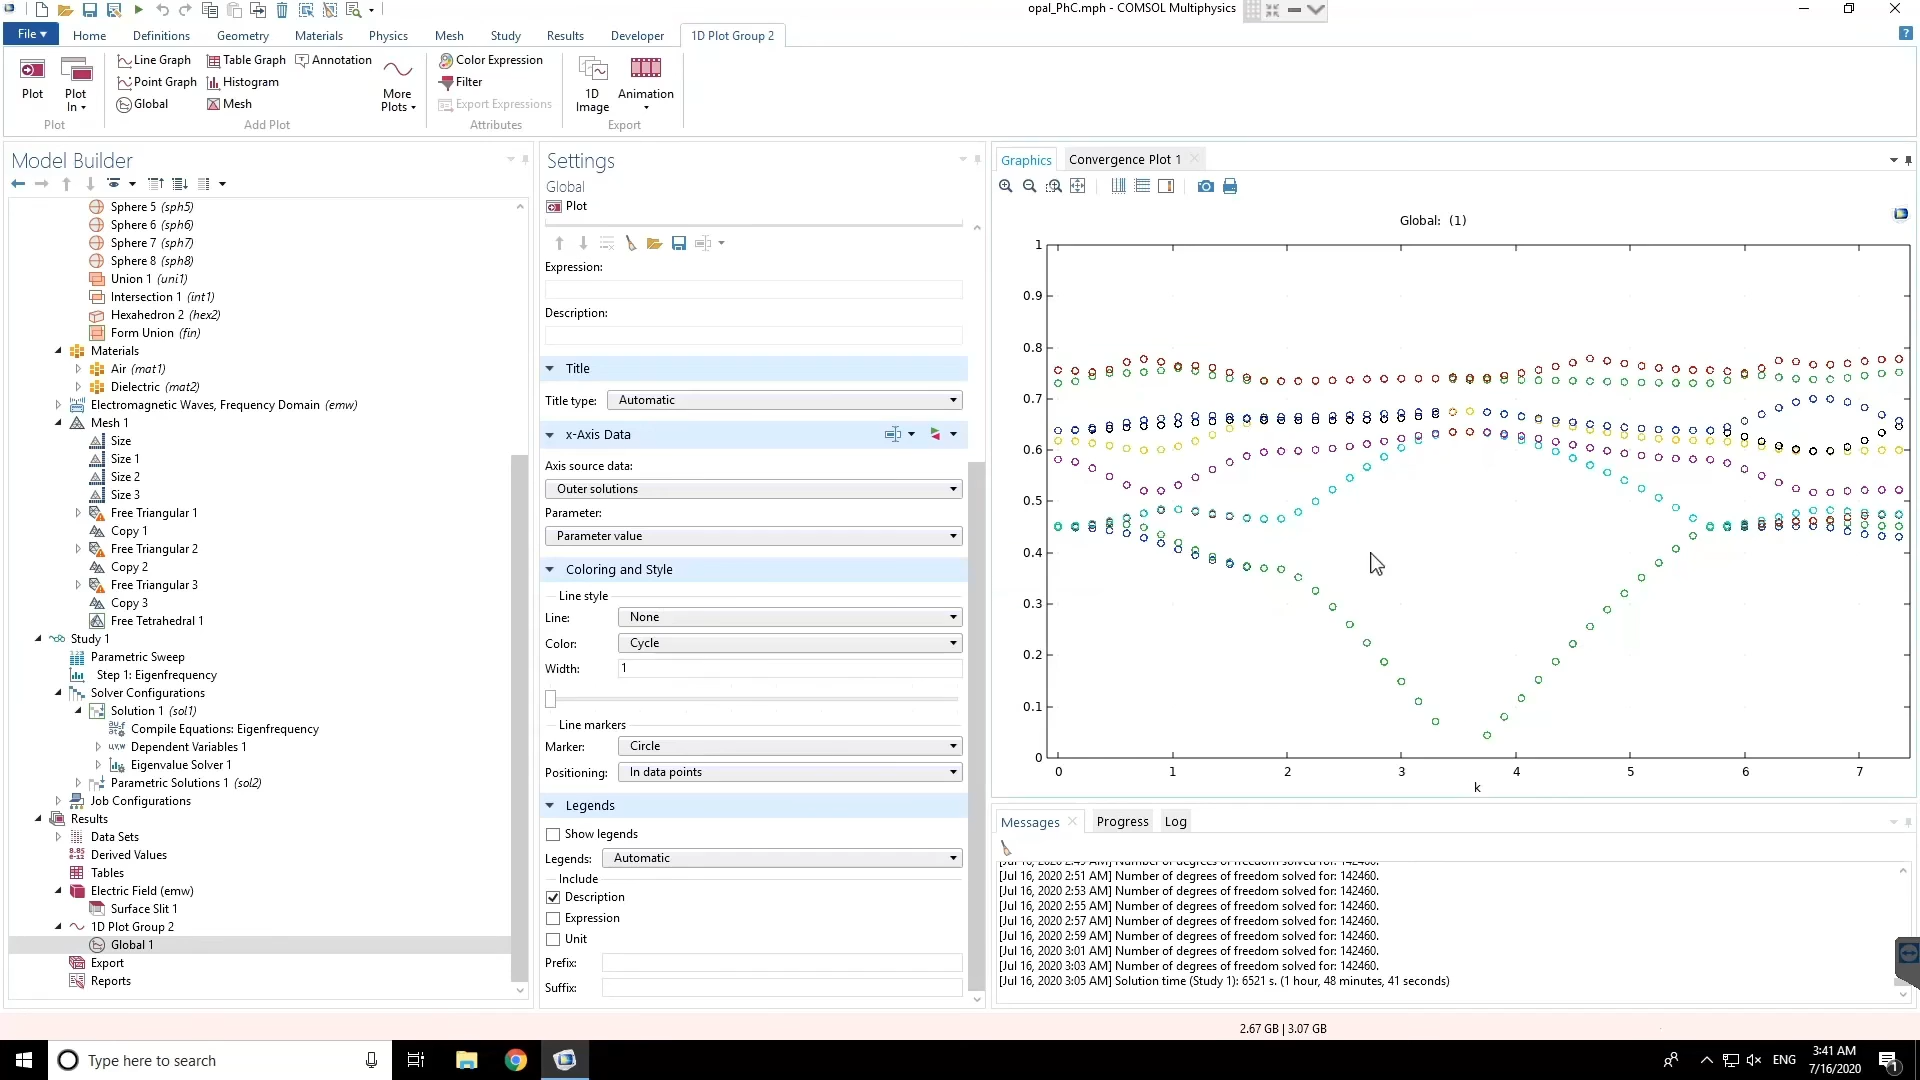 opal_PhC.mph - COMSOL Multiphysics
File
Home
Definitions
Geometry
Materials
Physics
Mesh
Study
Results
Developer
1D Plot Group 2
Plot
Plot In
Plot
Line Graph
Point Graph
Global
Table Graph
Histogram
Mesh
Annotation
More Plots
Add Plot
Color Expression
Filter
Export Expressions
Attributes
1D Image
Animation
Export
Model Builder
Sphere 5 (sph5)
Sphere 6 (sph6)
Sphere 7 (sph7)
Sphere 8 (sph8)
Union 1 (uni1)
Intersection 1 (int1)
Hexahedron 2 (hex2)
Form Union (fin)
Materials
Air (mat1)
Dielectric (mat2)
Electromagnetic Waves, Frequency Domain (emw)
Mesh 1
Size
Size 1
Size 2
Size 3
Free Triangular 1
Copy 1
Free Triangular 2
Copy 2
Free Triangular 3
Copy 3
Free Tetrahedral 1
Study 1
Parametric Sweep
Step 1: Eigenfrequency
Solver Configurations
Solution 1 (sol1)
Compile Equations: Eigenfrequency
Dependent Variables 1
Eigenvalue Solver 1
Parametric Solutions 1 (sol2)
Job Configurations
Results
Data Sets
Derived Values
Tables
Electric Field (emw)
Surface Slit 1
1D Plot Group 2
Global 1
Export
Reports
Settings
Global
Plot
Expression:
Description:
Title
Title type: Automatic
x-Axis Data
Axis source data:
Outer solutions
Parameter:
Parameter value
Coloring and Style
Line style
Line: None
Color: Cycle
Width: 1
Line markers
Marker: Circle
Positioning: In data points
Legends
Show legends
Legends: Automatic
Include
Description
Expression
Unit
Prefix:
Suffix:
Graphics
Convergence Plot 1
Global: (1)
1
0.9
0.8
0.7
0.6
0.5
0.4
0.3
0.2
0.1
0
0 1 2 3 4 5 6 7
k
Messages
Progress
Log
[Jul 16, 2020 2:49 AM] Number of degrees of freedom solved for: 142460.
[Jul 16, 2020 2:51 AM] Number of degrees of freedom solved for: 142460.
[Jul 16, 2020 2:53 AM] Number of degrees of freedom solved for: 142460.
[Jul 16, 2020 2:55 AM] Number of degrees of freedom solved for: 142460.
[Jul 16, 2020 2:57 AM] Number of degrees of freedom solved for: 142460.
[Jul 16, 2020 2:59 AM] Number of degrees of freedom solved for: 142460.
[Jul 16, 2020 3:01 AM] Number of degrees of freedom solved for: 142460.
[Jul 16, 2020 3:03 AM] Number of degrees of freedom solved for: 142460.
[Jul 16, 2020 3:05 AM] Solution time (Study 1): 6521 s. (1 hour, 48 minutes, 41 seconds)
2.67 GB | 3.07 GB
Type here to search
ENG
3:41 AM
7/16/2020
1